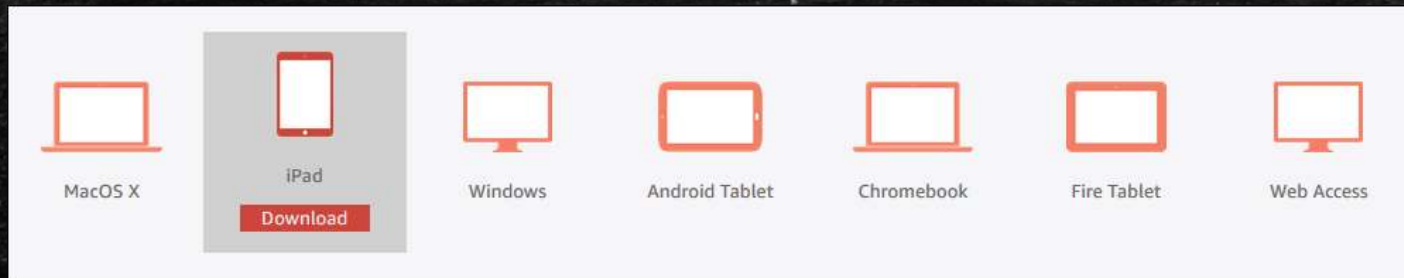 MacOS X
iPad
Download
Windows
Android Tablet
Chromebook
Fire Tablet
Web Access